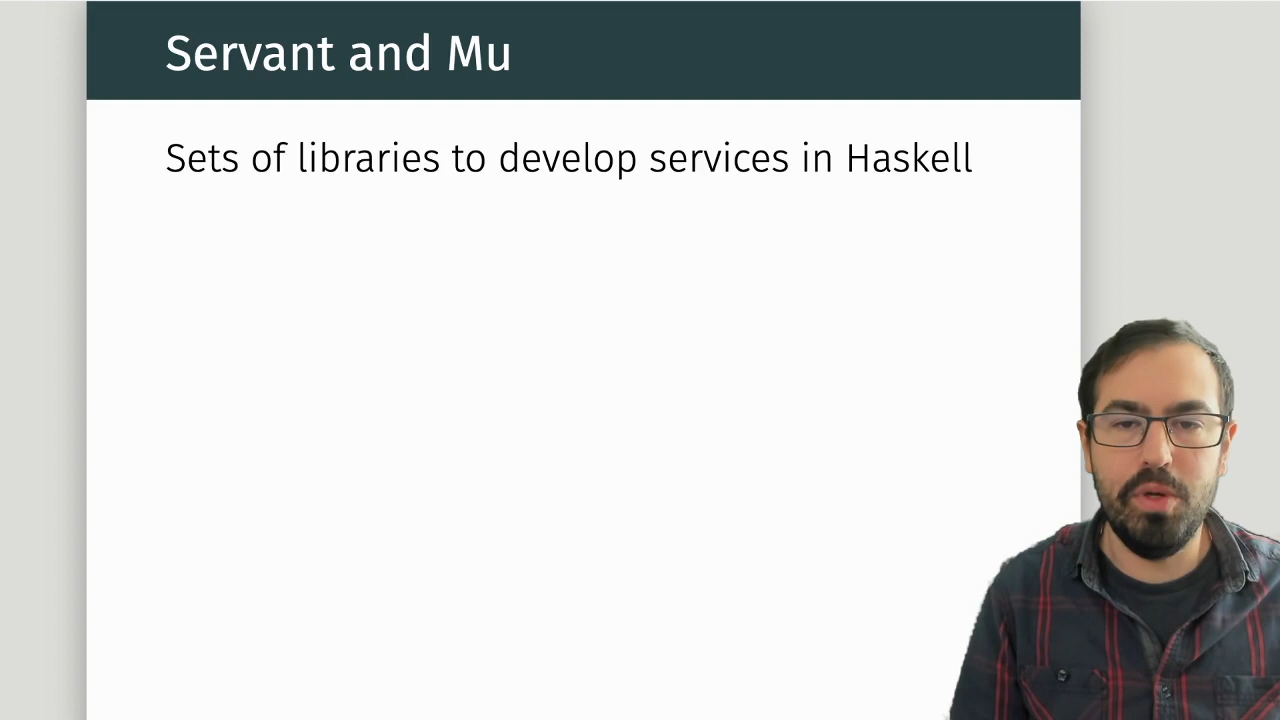 Servant and Mu
Sets of libraries to develop services in Haskell